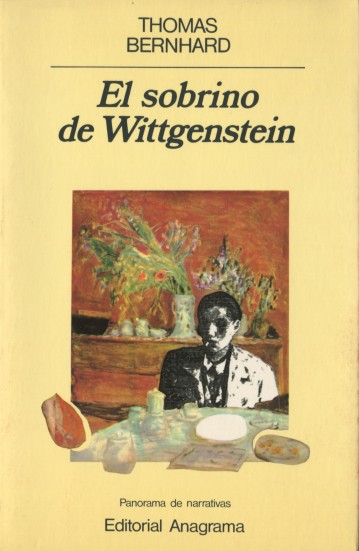 THOMAS
BERNHARD
El sobrino
de Wittgenstein
Panorama de narrativas
Editorial Anagrama